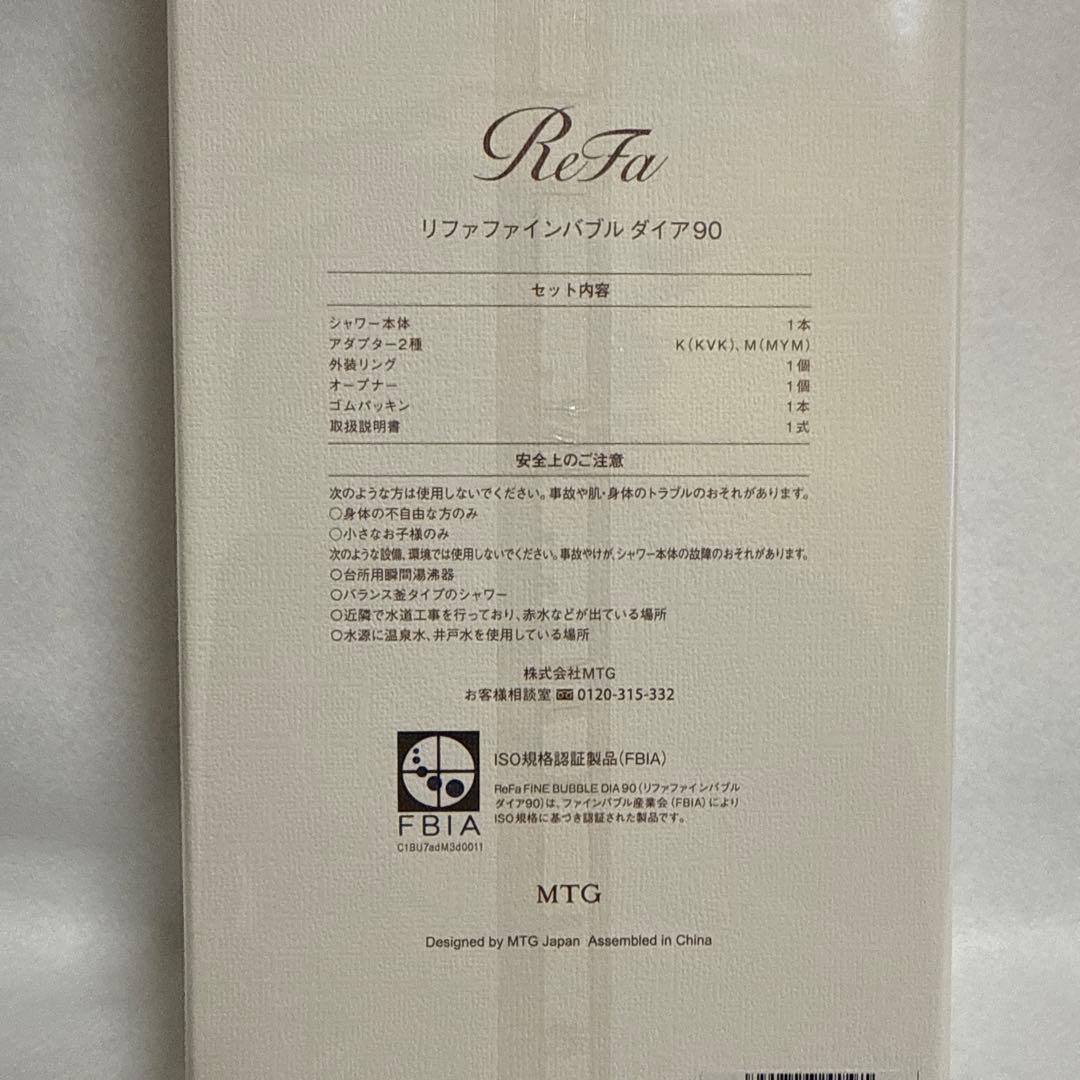 ReFa
リファファインバブル ダイア90
セット内容
シャワー本体 1本
アダプター2種 K(KVK)、M(MYM)
外装リング 1個
オープナー 1個
ゴムパッキン 1本
取扱説明書 1式
安全上のご注意
次のような方は使用しないでください。事故や肌・身体のトラブルのおそれがあります。
○身体の不自由な方のみ
○小さなお子様のみ
次のような設備、環境では使用しないでください。事故やけが、シャワー本体の故障のおそれがあります。
○台所用瞬間湯沸器
○バランス釜タイプのシャワー
○近隣で水道工事を行っており、赤水などが出ている場所
○水源に温泉水、井戸水を使用している場所
株式会社MTG
お客様相談室 0120-315-332
ISO規格認証製品(FBIA)
ReFa FINE BUBBLE DIA 90(リファファインバブル
ダイア90)は、ファインバブル産業会(FBIA)により
ISO規格に基づき認証された製品です。
FBIA
C1BU7adM3d0011
MTG
Designed by MTG Japan Assembled in China